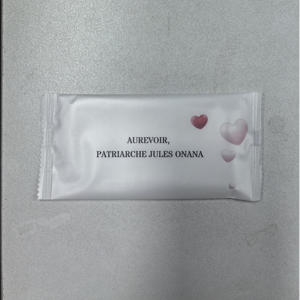 AUREVOIR,
PATRIARCHE JULES ONANA